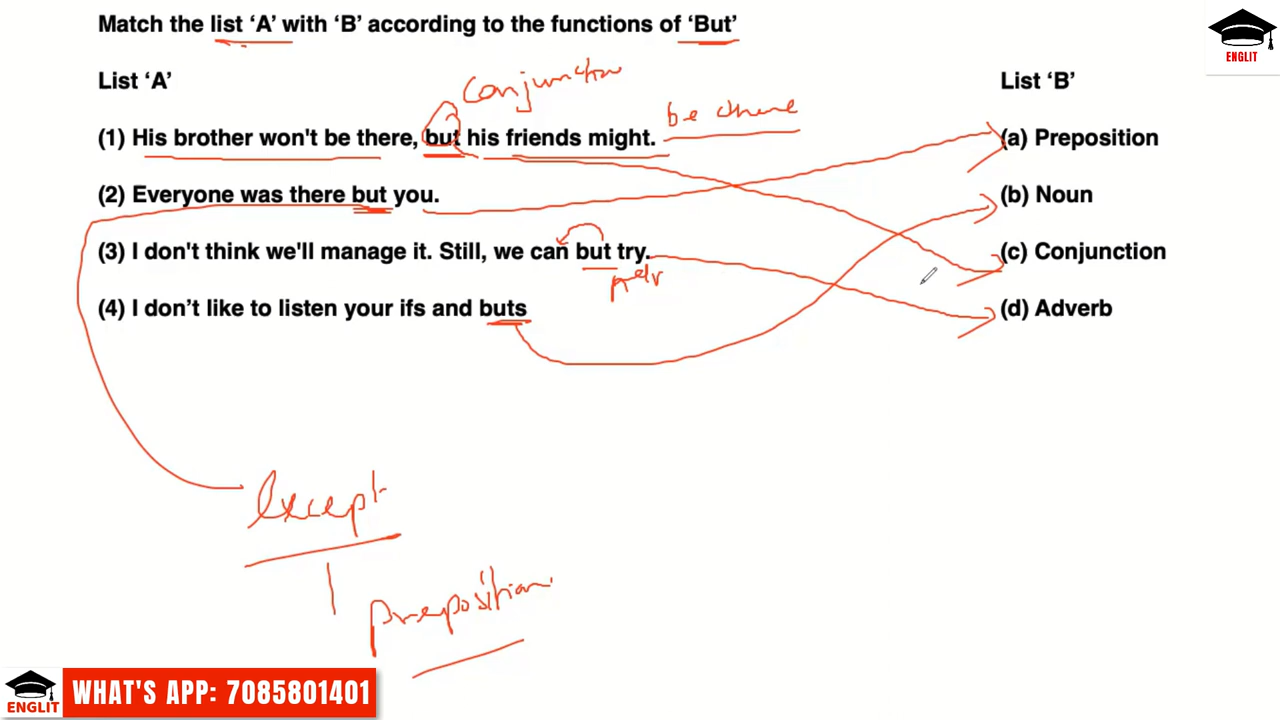 Match the list ‘A’ with ‘B’ according to the functions of ‘But’
ENGLIT
List ‘A’
List ‘B’
Conjunction
be there
(1) His brother won't be there, but his friends might.
(a) Preposition
(2) Everyone was there but you.
(b) Noun
(3) I don't think we'll manage it. Still, we can but try.
(c) Conjunction
(4) I don’t like to listen your ifs and buts
(d) Adverb
Except
preposition
ENGLIT
WHAT'S APP: 7085801401